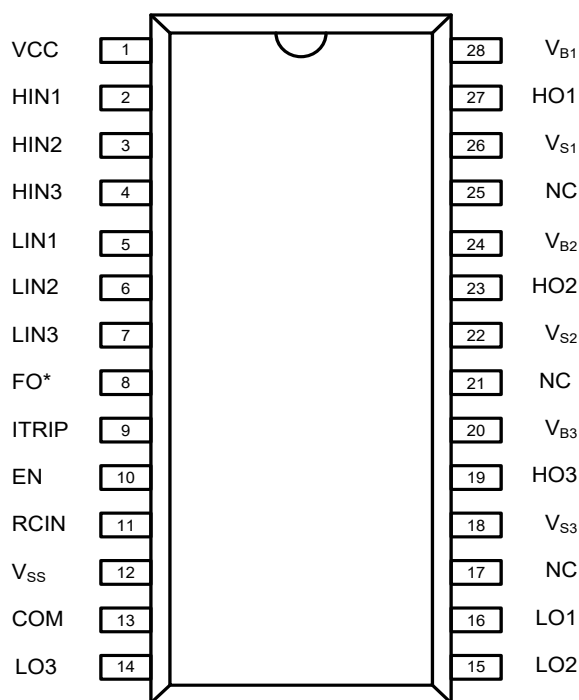 VCC 1 28 VB1
HIN1 2 27 HO1
HIN2 3 26 VS1
HIN3 4 25 NC
LIN1 5 24 VB2
LIN2 6 23 HO2
LIN3 7 22 VS2
FO* 8 21 NC
ITRIP 9 20 VB3
EN 10 19 HO3
RCIN 11 18 VS3
VSS 12 17 NC
COM 13 16 LO1
LO3 14 15 LO2